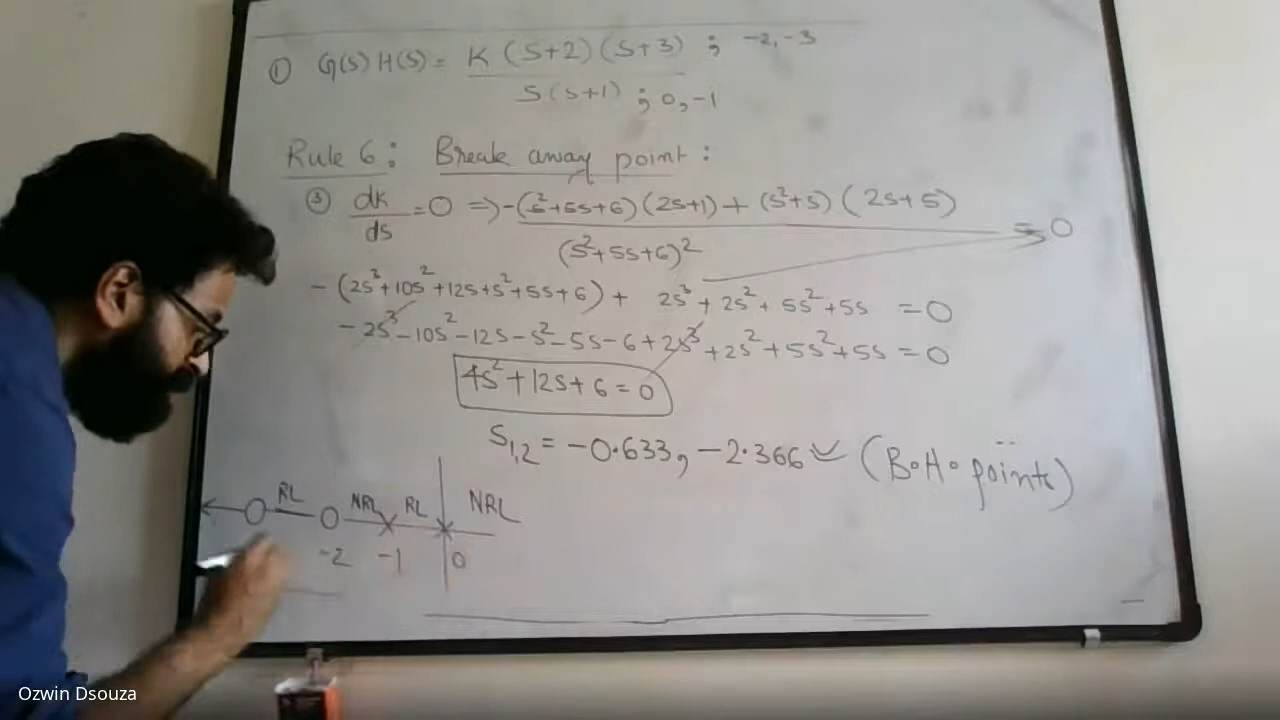 ① G(s) H(s) = K (s+2) (s+3) ; -2, -3
s(s+1) ; 0, -1
Rule 6: Break away point:
③ dk/ds = 0 => -(s²+5s+6)(2s+1) + (s²+s)(2s+5) = 0
(s²+5s+6)²
-(2s³+10s²+12s+s²+5s+6) + 2s³ + 2s² + 5s² + 5s = 0
-2s³-10s²-12s-s²-5s-6+2s³+2s²+5s²+5s=0
4s²+12s+6=0
S1,2 = -0.633, -2.366 (B.A. points)
RL NRL RL NRL
-2 -1 0
Ozwin Dsouza